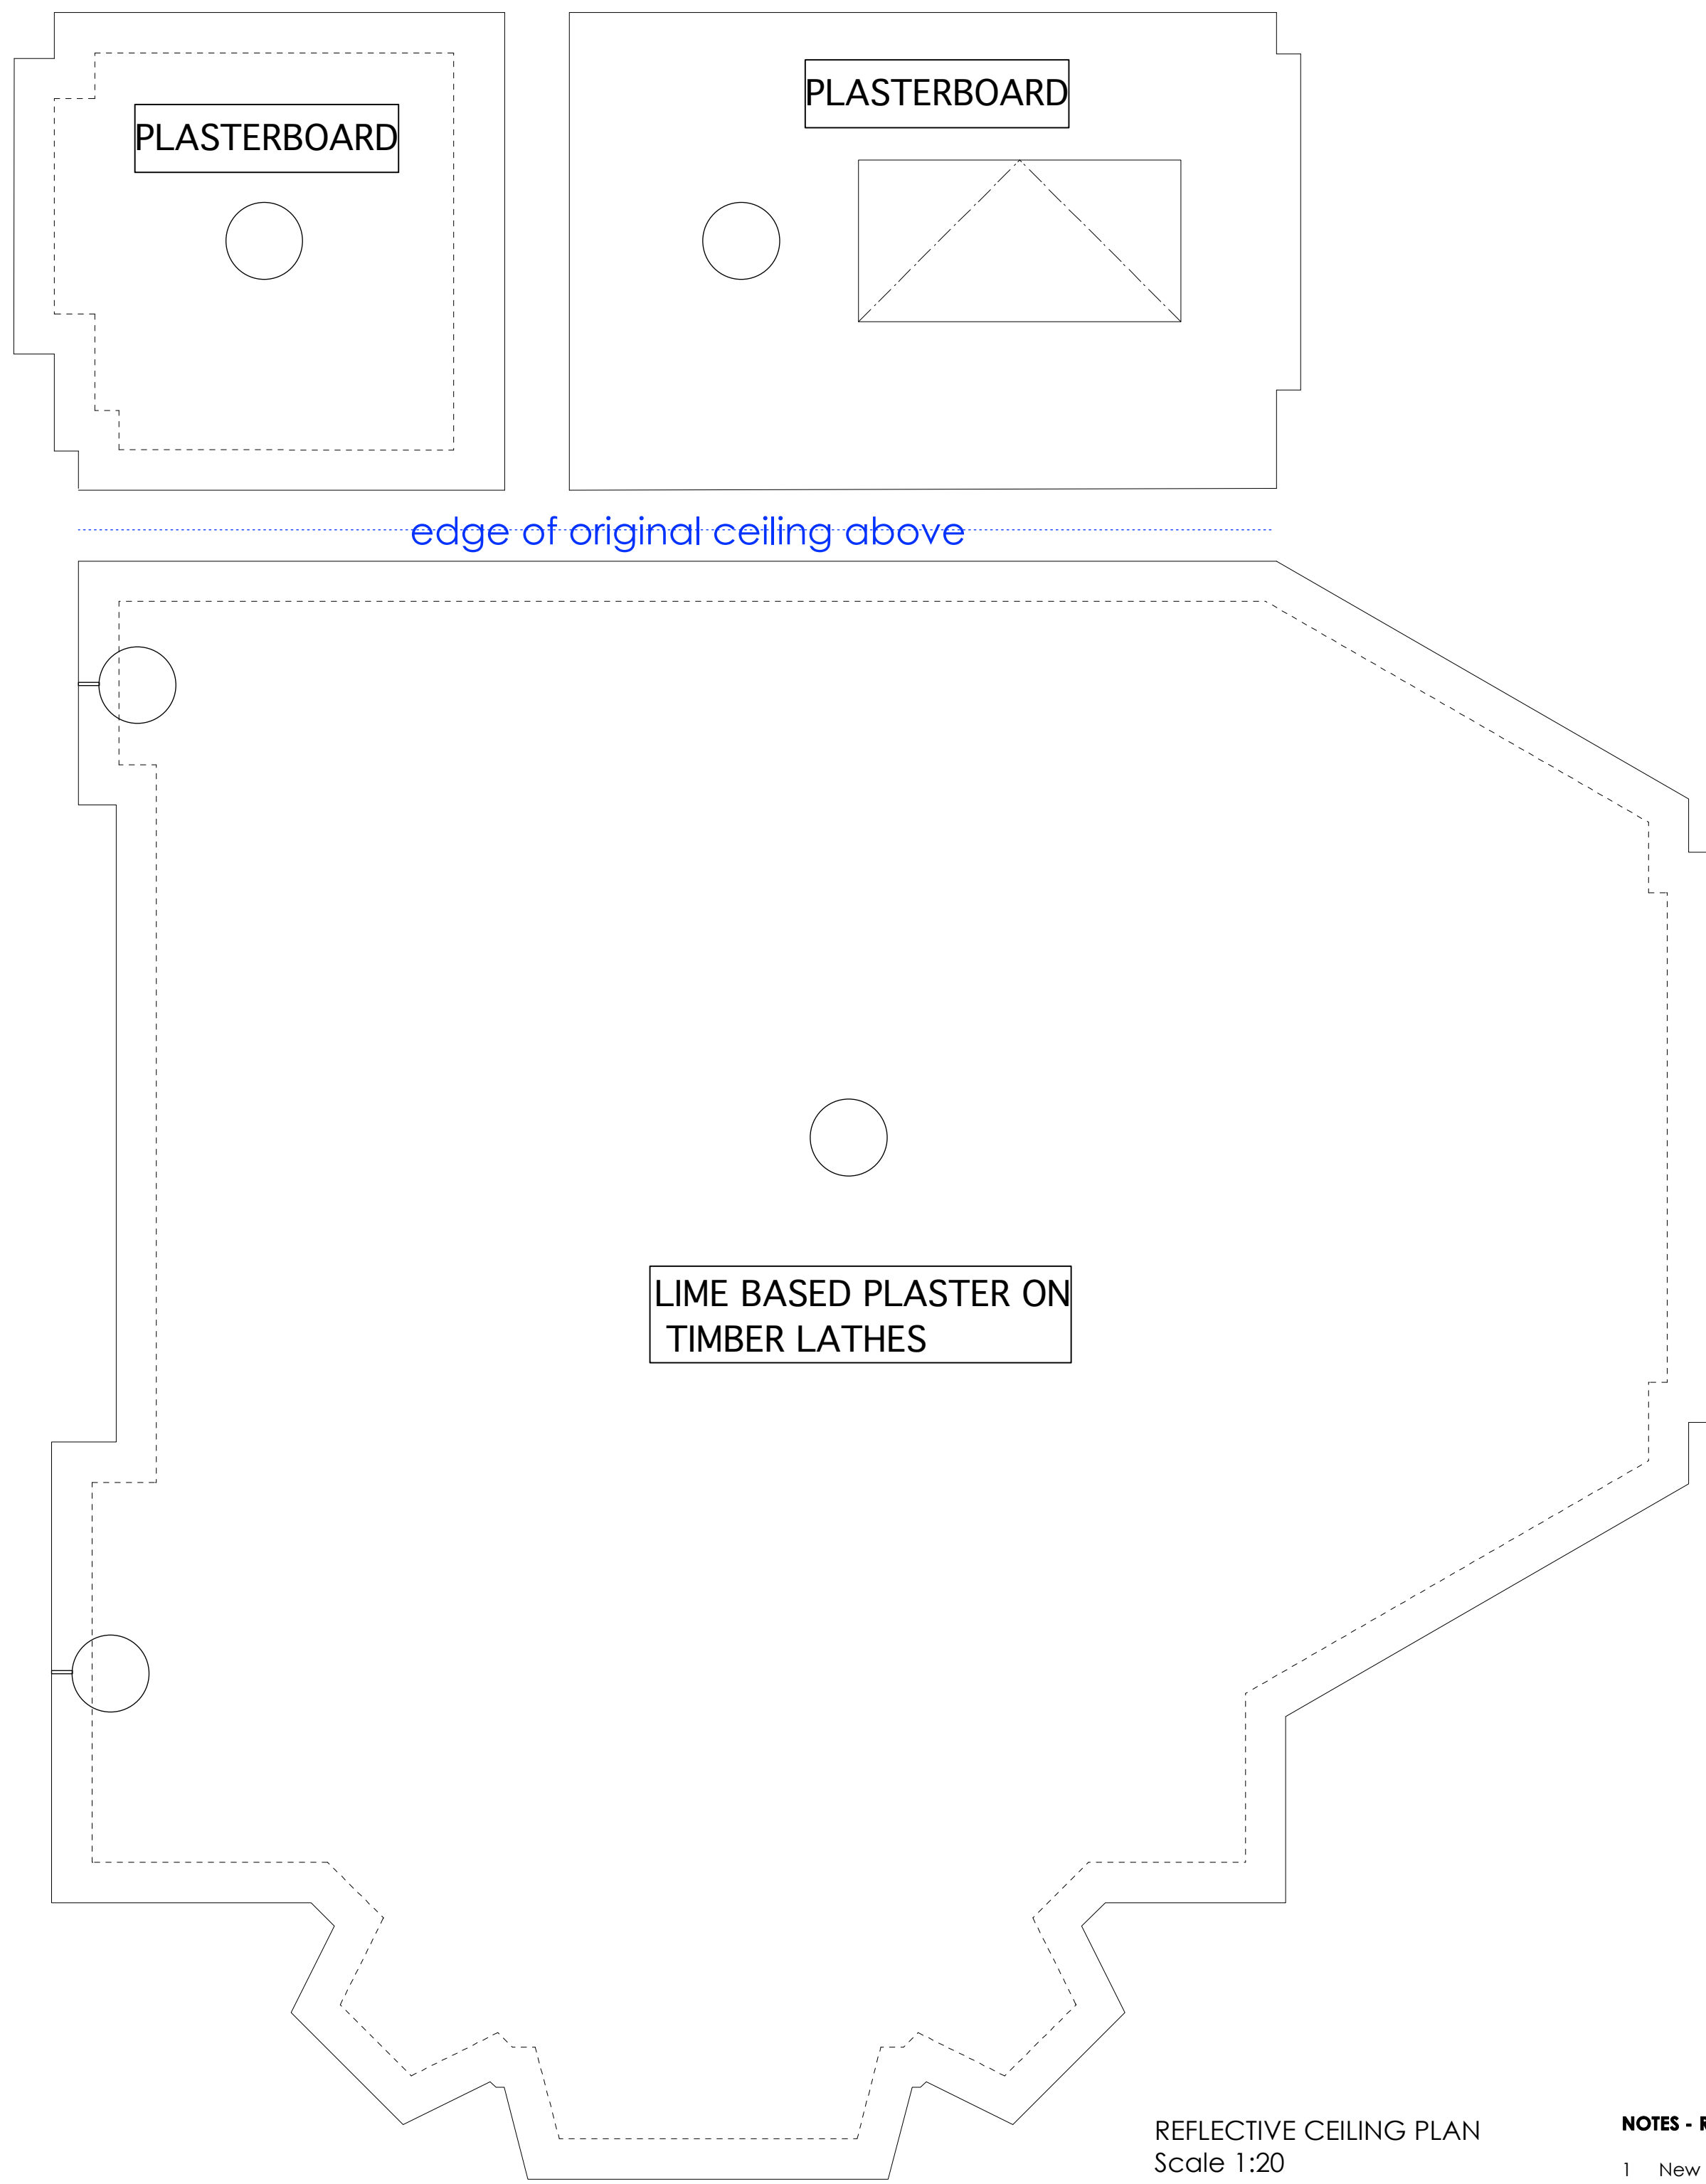 PLASTERBOARD
PLASTERBOARD
edge of original ceiling above
LIME BASED PLASTER ON
TIMBER LATHES
REFLECTIVE CEILING PLAN
Scale 1:20
NOTES - R
1 New